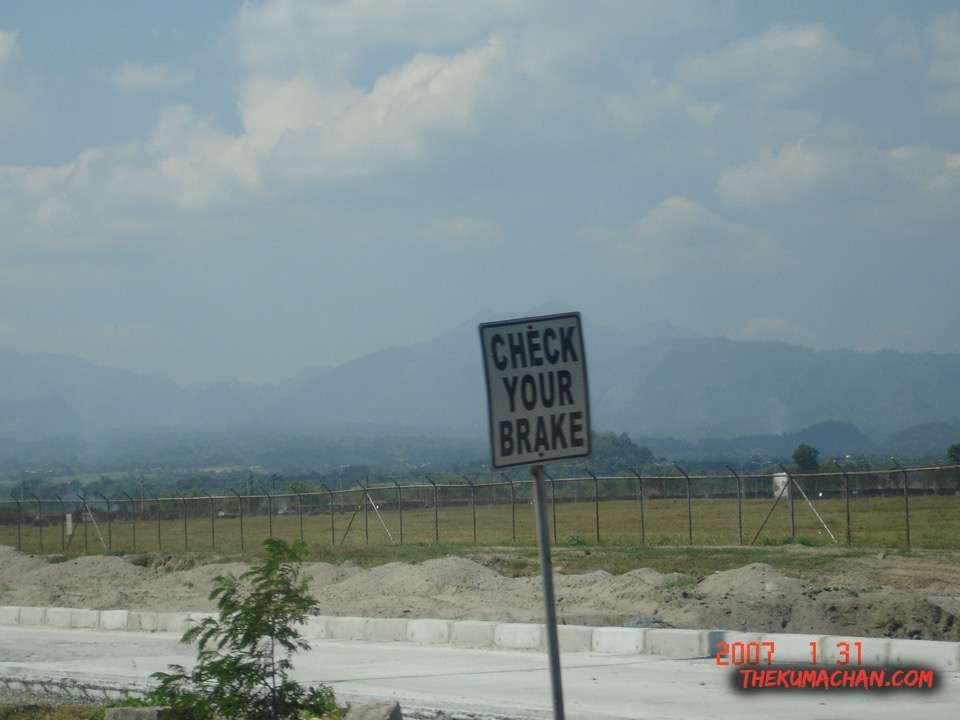 CHECK
YOUR
BRAKE
2007 1 31
THEKUMACHAN.COM